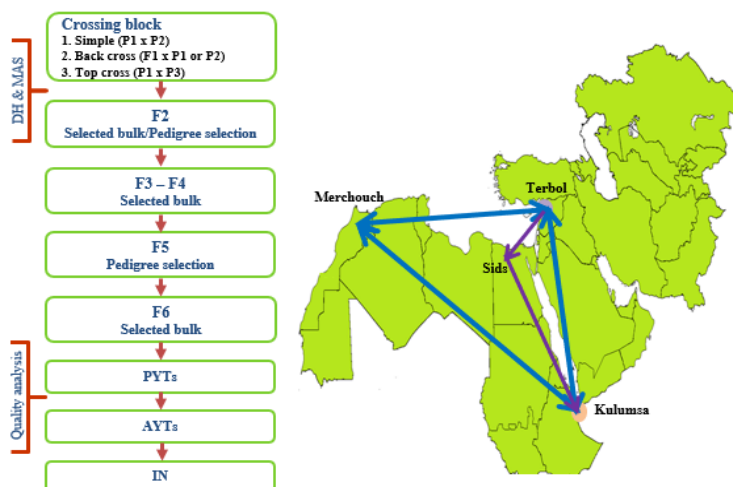 Crossing block
1. Simple (P1 x P2)
2. Back cross (F1 x P1 or P2)
3. Top cross (P1 x P3)
DH & MAS
F2
Selected bulk/Pedigree selection
F3 – F4
Selected bulk
F5
Pedigree selection
F6
Selected bulk
Quality analysis
PYTs
AYTs
IN
Merchouch
Terbol
Sids
Kulumsa